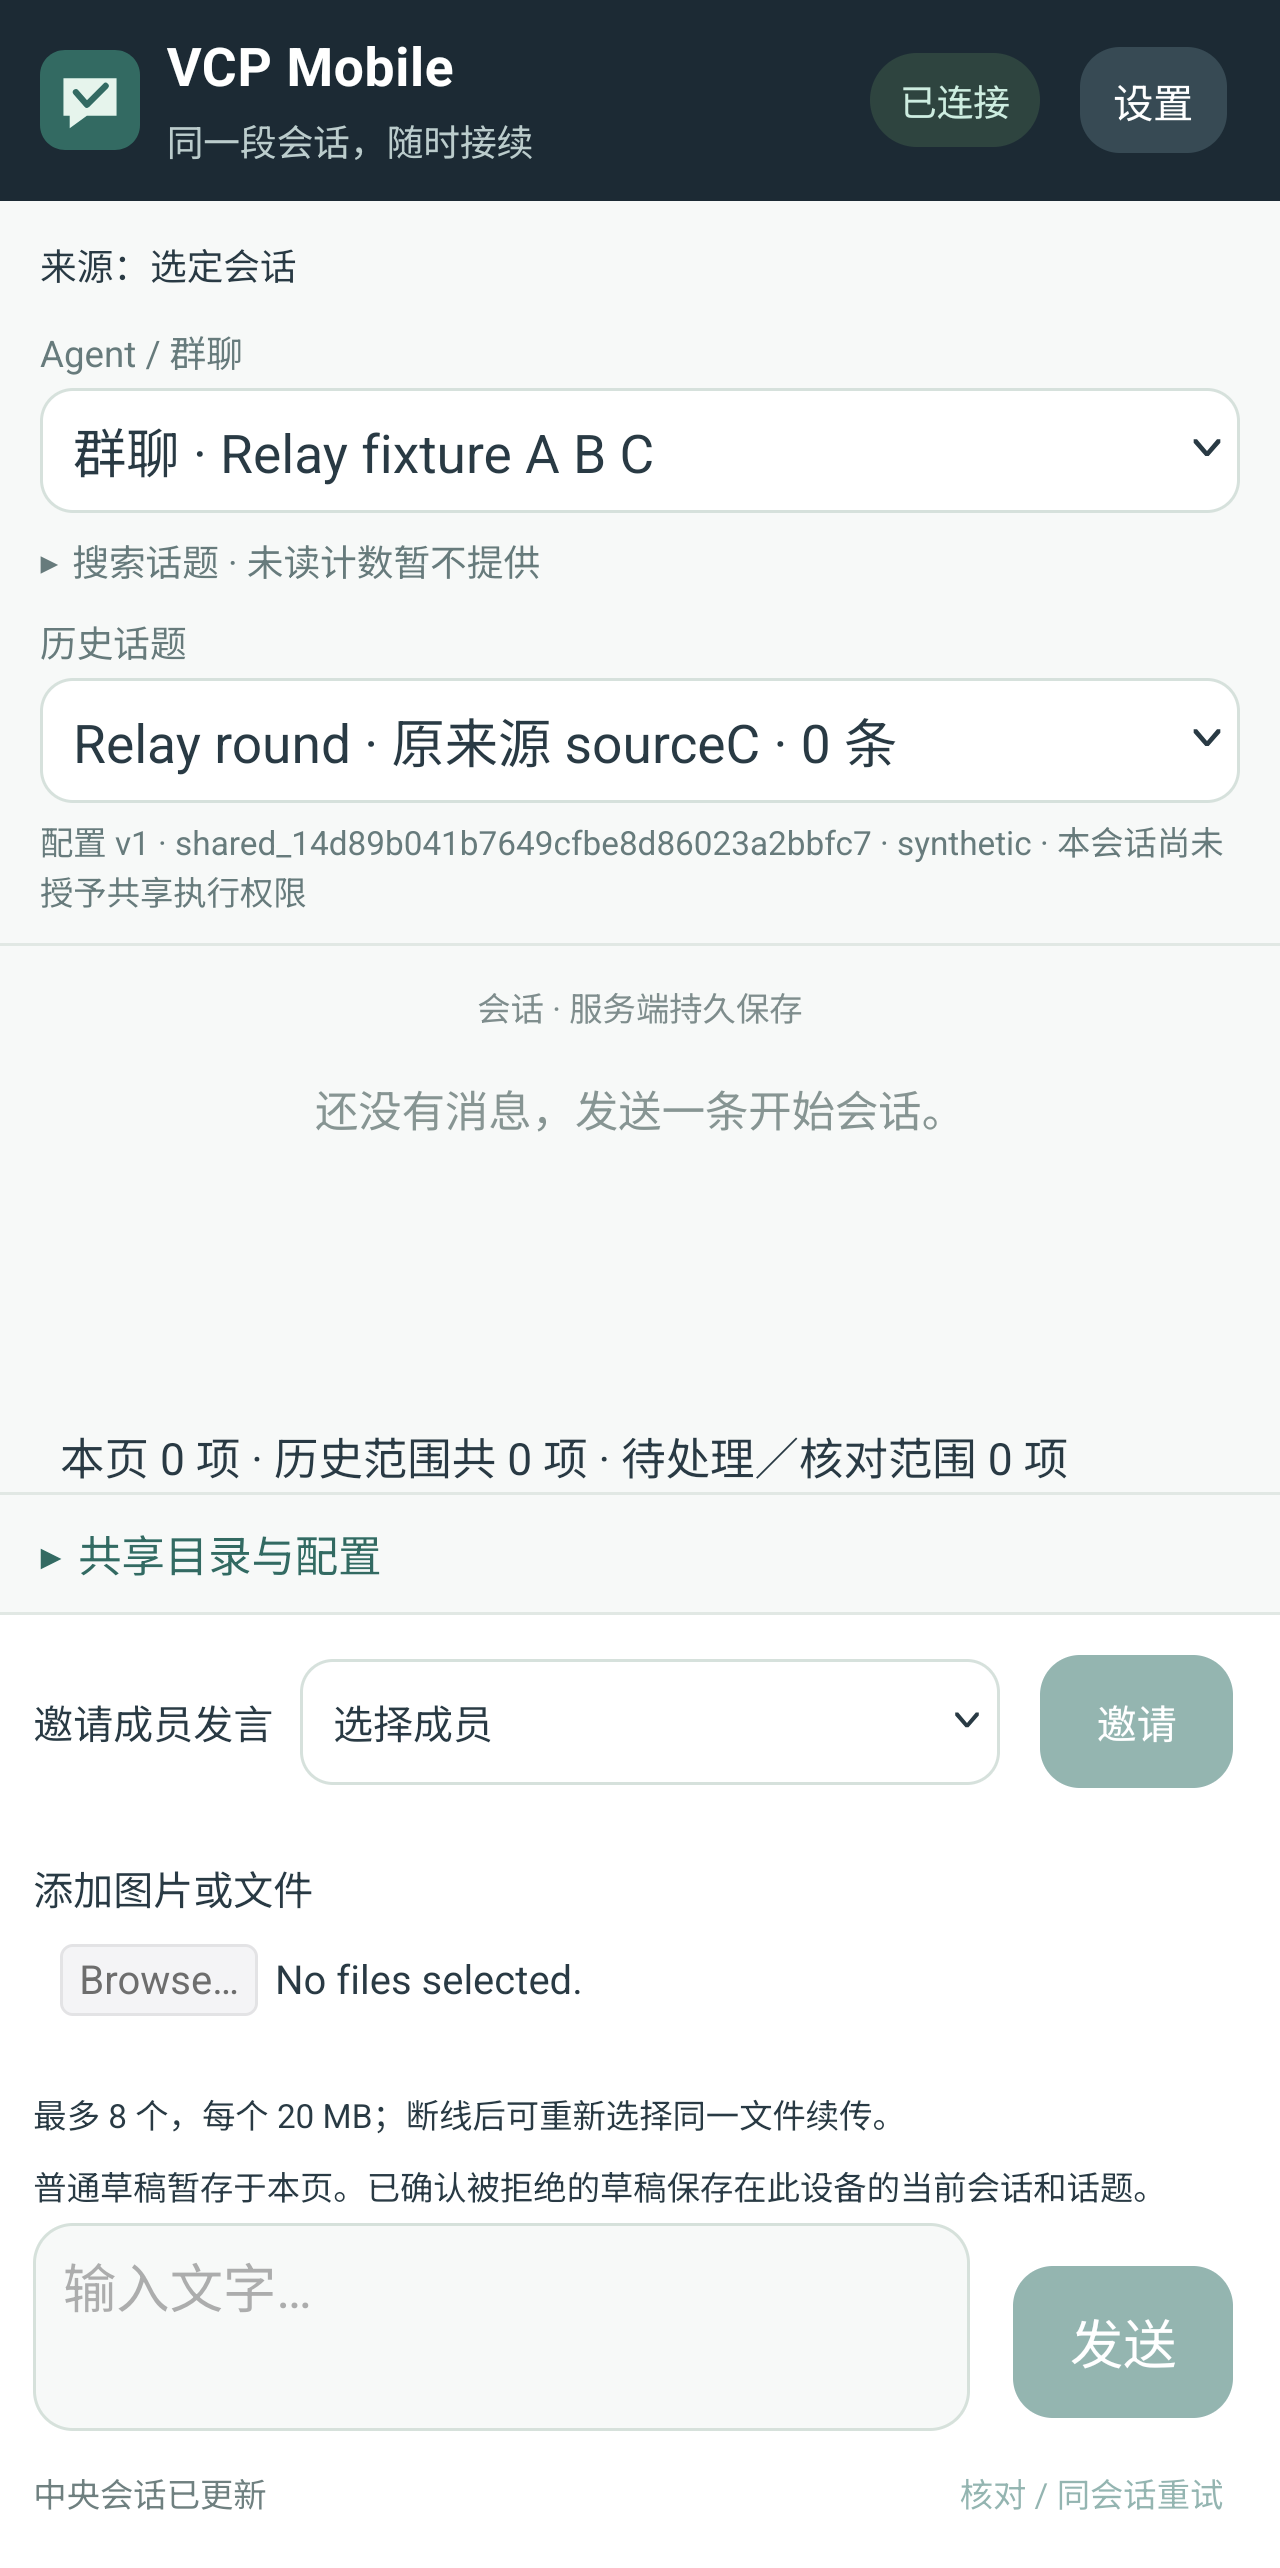 VCP Mobile
同一段会话，随时接续
已连接
设置
来源：选定会话
Agent / 群聊
群聊 · Relay fixture A B C
▸ 搜索话题 · 未读计数暂不提供
历史话题
Relay round · 原来源 sourceC · 0 条
配置 v1 · shared_14d89b041b7649cfbe8d86023a2bbfc7 · synthetic · 本会话尚未
授予共享执行权限
会话 · 服务端持久保存
还没有消息，发送一条开始会话。
本页 0 项 · 历史范围共 0 项 · 待处理／核对范围 0 项
▸ 共享目录与配置
邀请成员发言
选择成员
邀请
添加图片或文件
Browse… No files selected.
最多 8 个，每个 20 MB；断线后可重新选择同一文件续传。
普通草稿暂存于本页。已确认被拒绝的草稿保存在此设备的当前会话和话题。
输入文字…
发送
中央会话已更新
核对 / 同会话重试